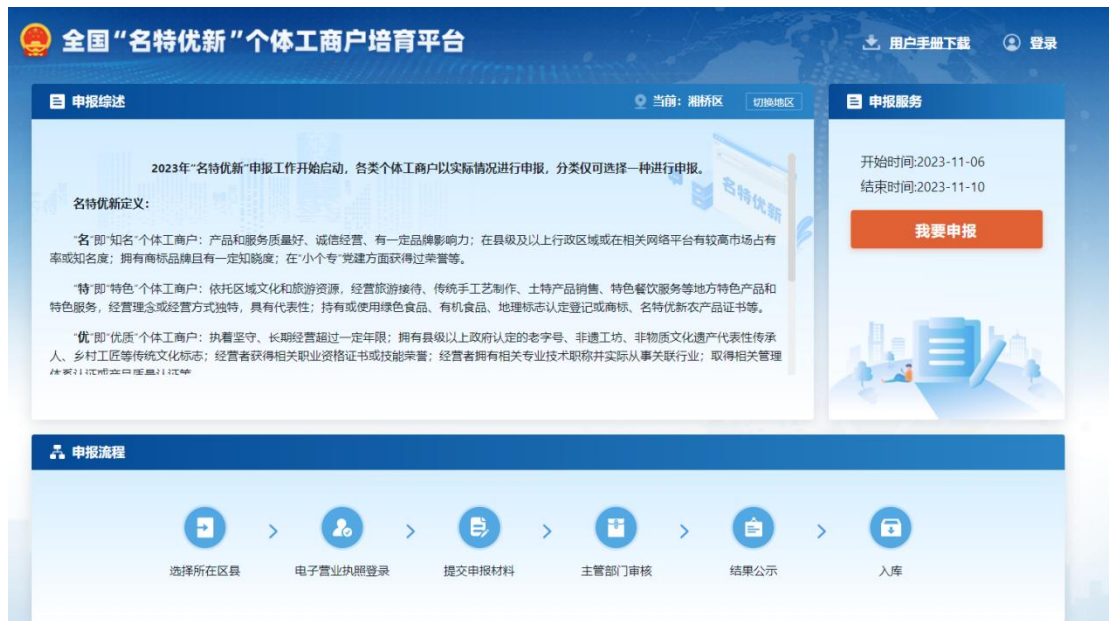 全国“名特优新”个体工商户培育平台
用户手册下载
登录
申报综述
当前：湘桥区
切换地区
2023年“名特优新”申报工作开始启动，各类个体工商户以实际情况进行申报，分类仅可选择一种进行申报。
名特优新定义：
“名”即“知名”个体工商户：产品和服务质量好、诚信经营、有一定品牌影响力；在县级及以上行政区域或在相关网络平台有较高市场占有
率或知名度；拥有商标品牌且有一定知晓度；在“小个专”党建方面获得过荣誉等。
“特”即“特色”个体工商户：依托区域文化和旅游资源，经营旅游接待、传统手工艺制作、土特产品销售、特色餐饮服务等地方特色产品和
特色服务，经营理念或经营方式独特，具有代表性；持有或使用绿色食品、有机食品、地理标志认定登记或商标、名特优新农产品证书等。
“优”即“优质”个体工商户：执着坚守、长期经营超过一定年限；拥有县级以上政府认定的老字号、非遗工坊、非物质文化遗产代表性传承
人、乡村工匠等传统文化标志；经营者获得相关职业资格证书或技能荣誉；经营者拥有相关专业技术职称并实际从事关联行业；取得相关管理
体系认证或产品质量认证等
名特优新
申报服务
开始时间:2023-11-06
结束时间:2023-11-10
我要申报
申报流程
选择所在区县
电子营业执照登录
提交申报材料
主管部门审核
结果公示
入库